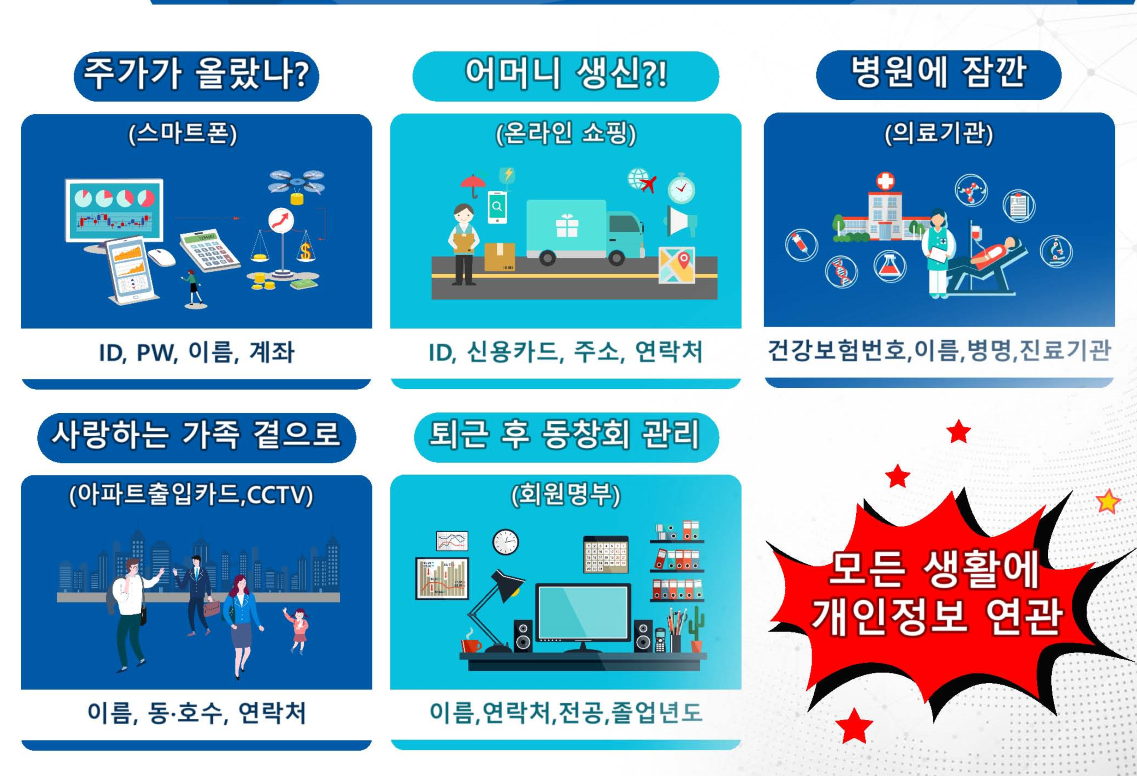 주가가 올랐나?
(스마트폰)
ID, PW, 이름, 계좌
어머니 생신?!
(온라인 쇼핑)
ID, 신용카드, 주소, 연락처
병원에 잠깐
(의료기관)
건강보험번호,이름,병명,진료기관
사랑하는 가족 곁으로
(아파트출입카드,CCTV)
이름, 동·호수, 연락처
퇴근 후 동창회 관리
(회원명부)
이름,연락처,전공,졸업년도
모든 생활에
개인정보 연관